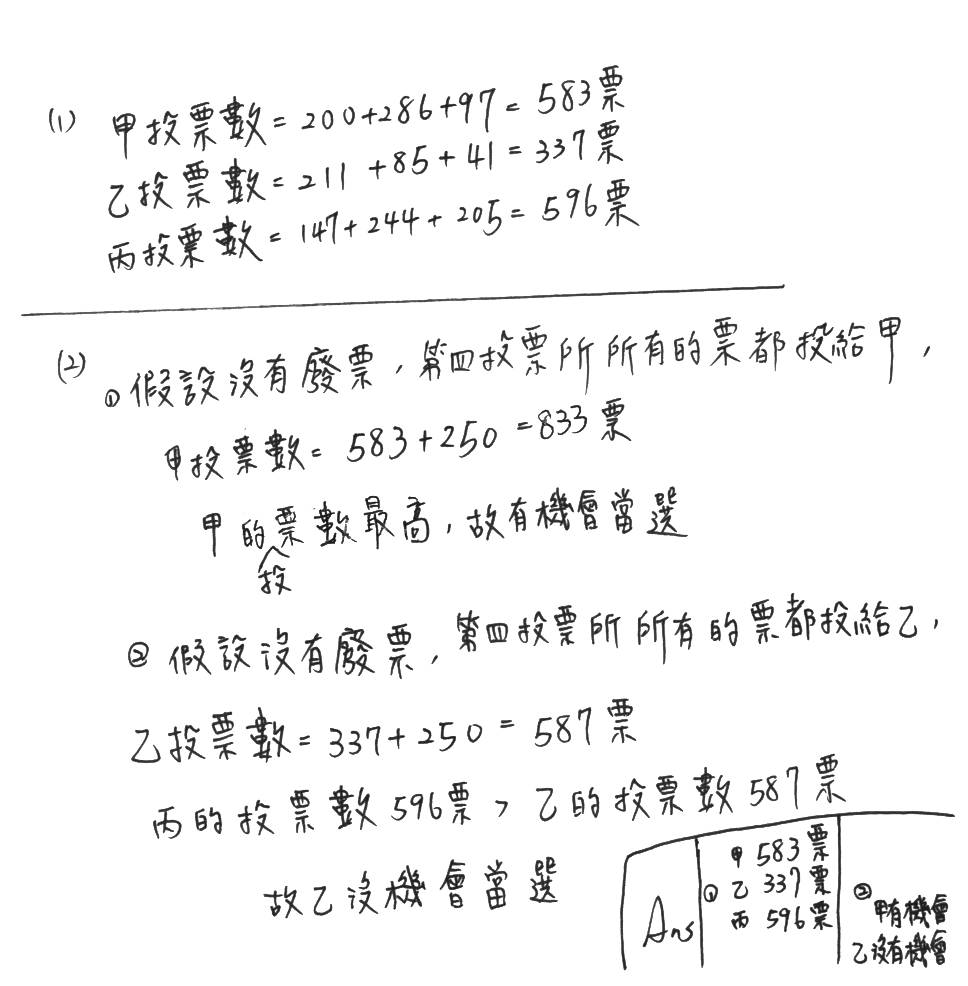 (1) 甲投票數=200+286+97=583票
乙投票數=211+85+41=337票
丙投票數=147+244+205=596票
(2)
①假設沒有廢票,第四投票所所有的票都投給甲,
甲投票數=583+250=833票
甲的票數最高,故有機會當選
投
②假設沒有廢票,第四投票所所有的票都投給乙,
乙投票數=337+250=587票
丙的投票數596票>乙的投票數587票
故乙沒機會當選
Ans
①
甲 583票
乙 337票
丙 596票
②
甲有機會
乙沒有機會